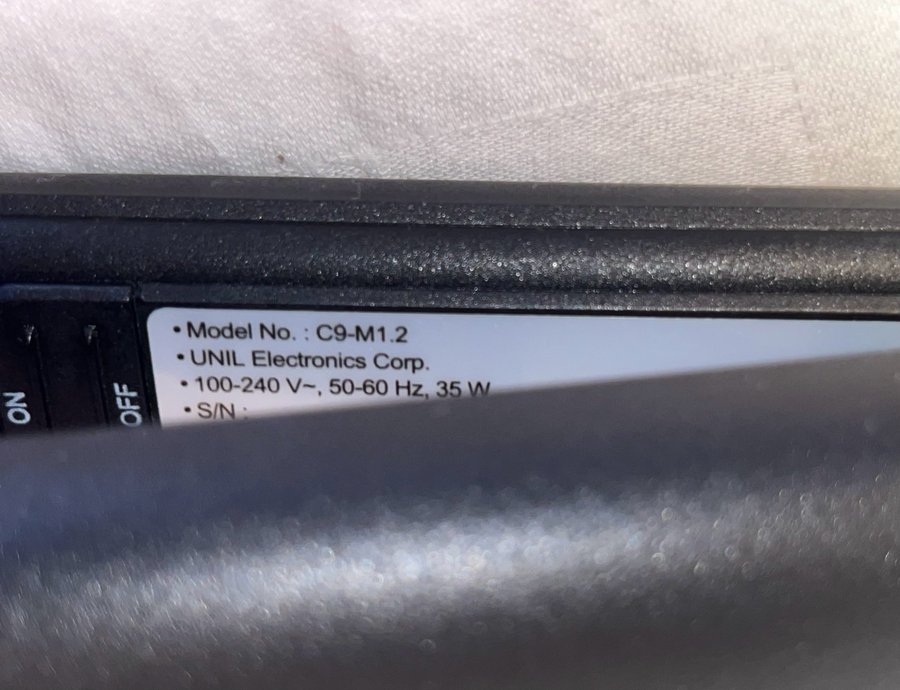 • Model No. : C9-M1.2
• UNIL Electronics Corp.
• 100-240 V~, 50-60 Hz, 35 W
• S/N :
ON
OFF